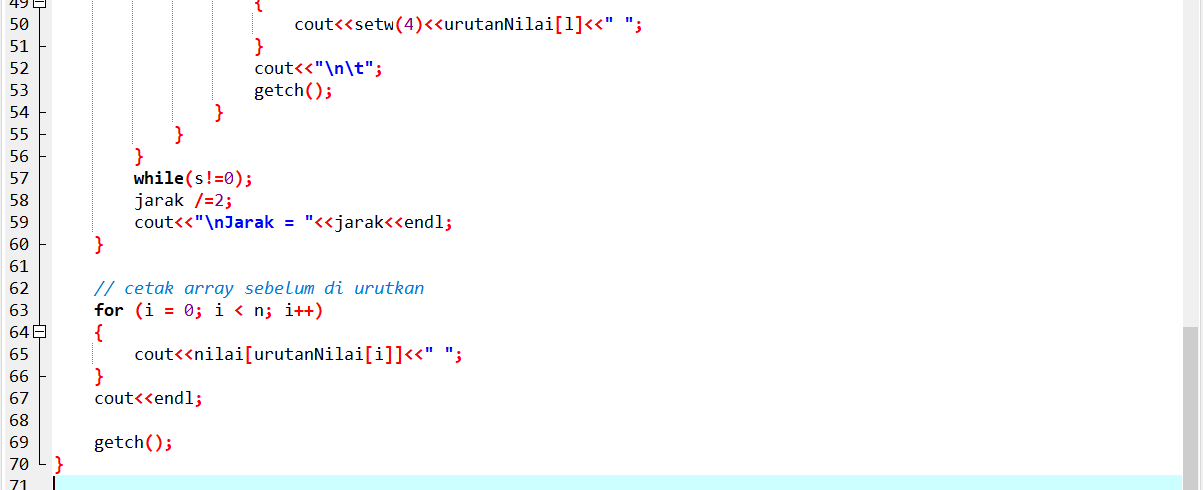 49 {
50 cout<<setw(4)<<urutanNilai[l]<<" ";
51 }
52 cout<<"\n\t";
53 getch();
54 }
55 }
56 }
57 while(s!=0);
58 jarak /=2;
59 cout<<"\nJarak = "<<jarak<<endl;
60 }
61
62 // cetak array sebelum di urutkan
63 for (i = 0; i < n; i++)
64 {
65 cout<<nilai[urutanNilai[i]]<<" ";
66 }
67 cout<<endl;
68
69 getch();
70 }
71